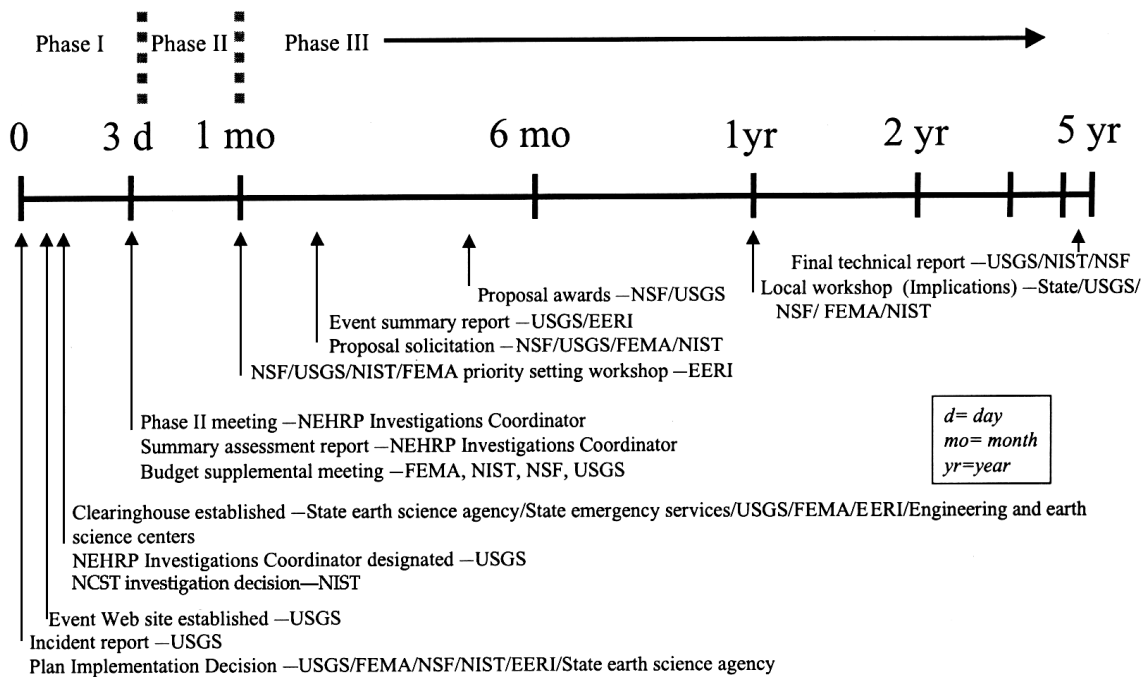 Phase I Phase II Phase III
0 3 d 1 mo 6 mo 1yr 2 yr 5 yr
Final technical report —USGS/NIST/NSF
Local workshop (Implications) —State/USGS/
NSF/ FEMA/NIST
Proposal awards —NSF/USGS
Event summary report —USGS/EERI
Proposal solicitation —NSF/USGS/FEMA/NIST
NSF/USGS/NIST/FEMA priority setting workshop —EERI
Phase II meeting —NEHRP Investigations Coordinator
Summary assessment report —NEHRP Investigations Coordinator
Budget supplemental meeting —FEMA, NIST, NSF, USGS
d= day
mo= month
yr=year
Clearinghouse established —State earth science agency/State emergency services/USGS/FEMA/EERI/Engineering and earth
science centers
NEHRP Investigations Coordinator designated —USGS
NCST investigation decision—NIST
Event Web site established —USGS
Incident report —USGS
Plan Implementation Decision —USGS/FEMA/NSF/NIST/EERI/State earth science agency